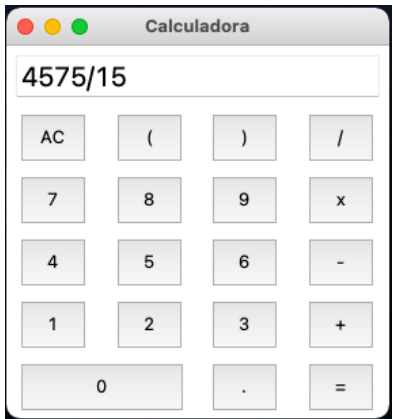 Calculadora
4575/15
AC ( ) /
7 8 9 x
4 5 6 -
1 2 3 +
0 . =